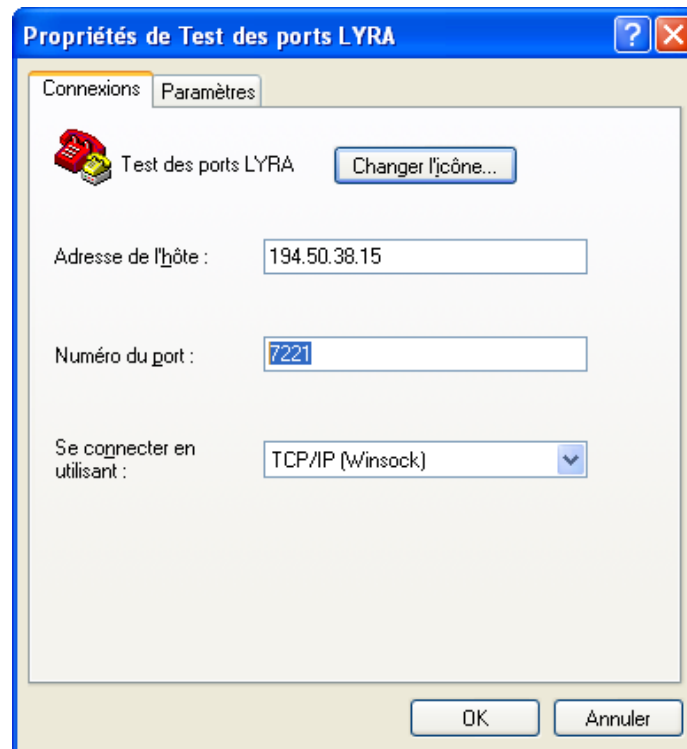 Propriétés de Test des ports LYRA
Connexions Paramètres
Test des ports LYRA Changer l'icône...
Adresse de l'hôte : 194.50.38.15
Numéro du port : 7221
Se connecter en
utilisant : TCP/IP (Winsock)
OK Annuler